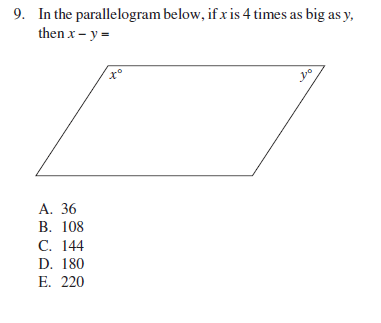 9. In the parallelogram below, if x is 4 times as big as y,
then x – y =
x°
y°
A. 36
B. 108
C. 144
D. 180
E. 220